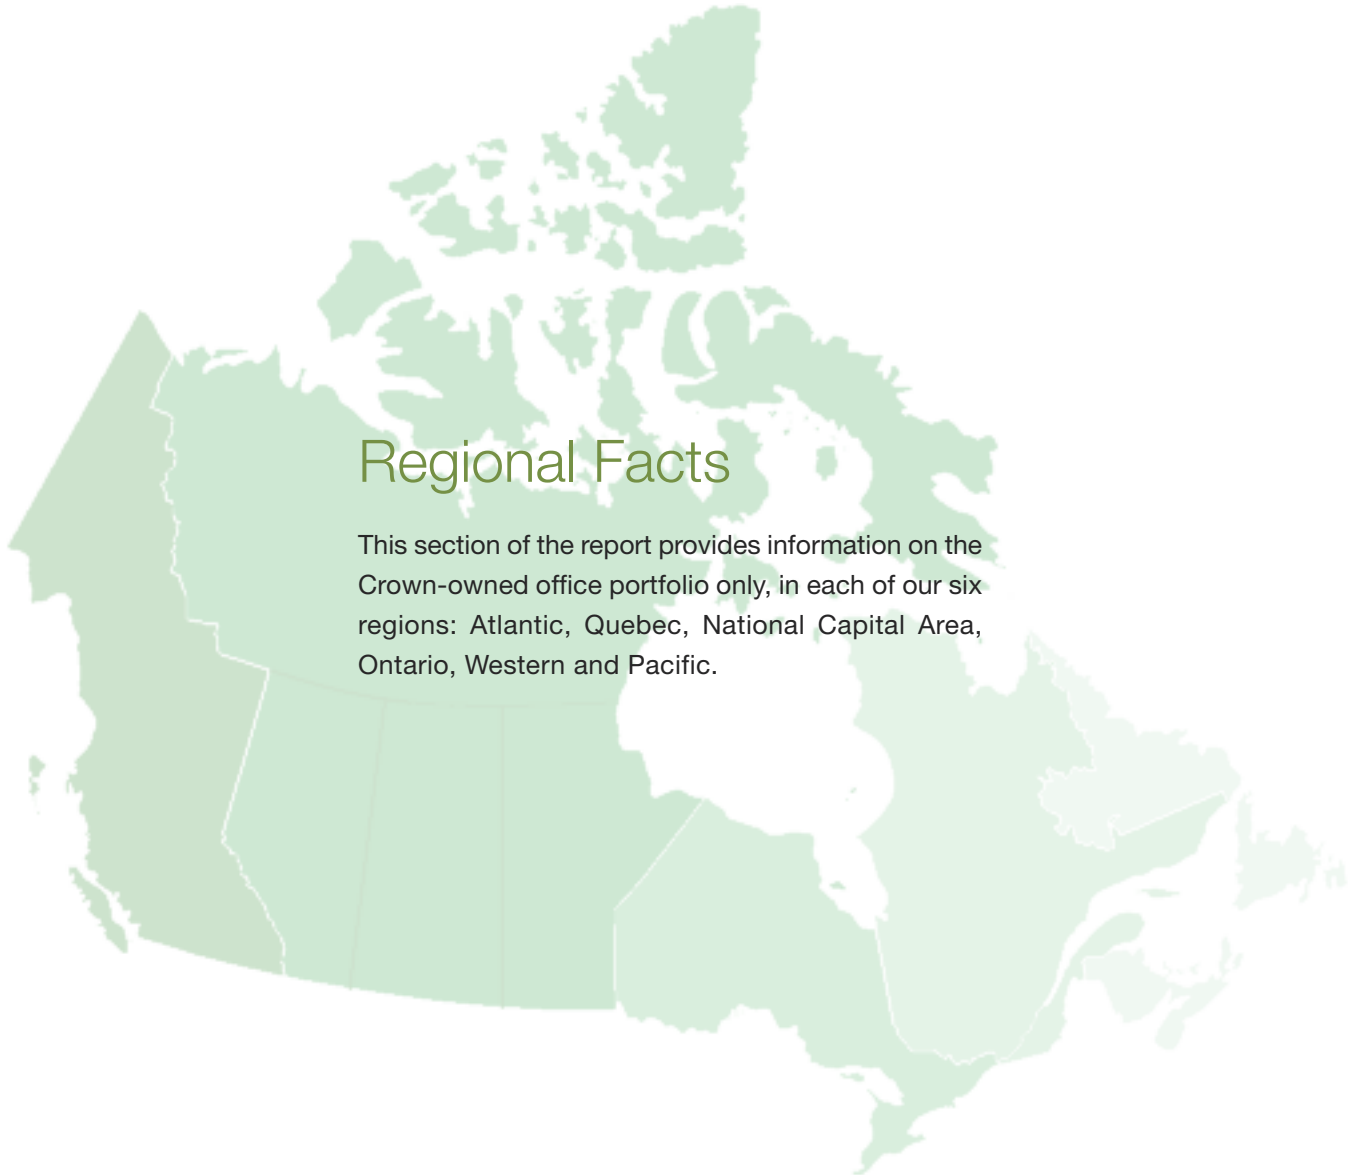 Regional Facts
This section of the report provides information on the
Crown-owned office portfolio only, in each of our six
regions: Atlantic, Quebec, National Capital Area,
Ontario, Western and Pacific.